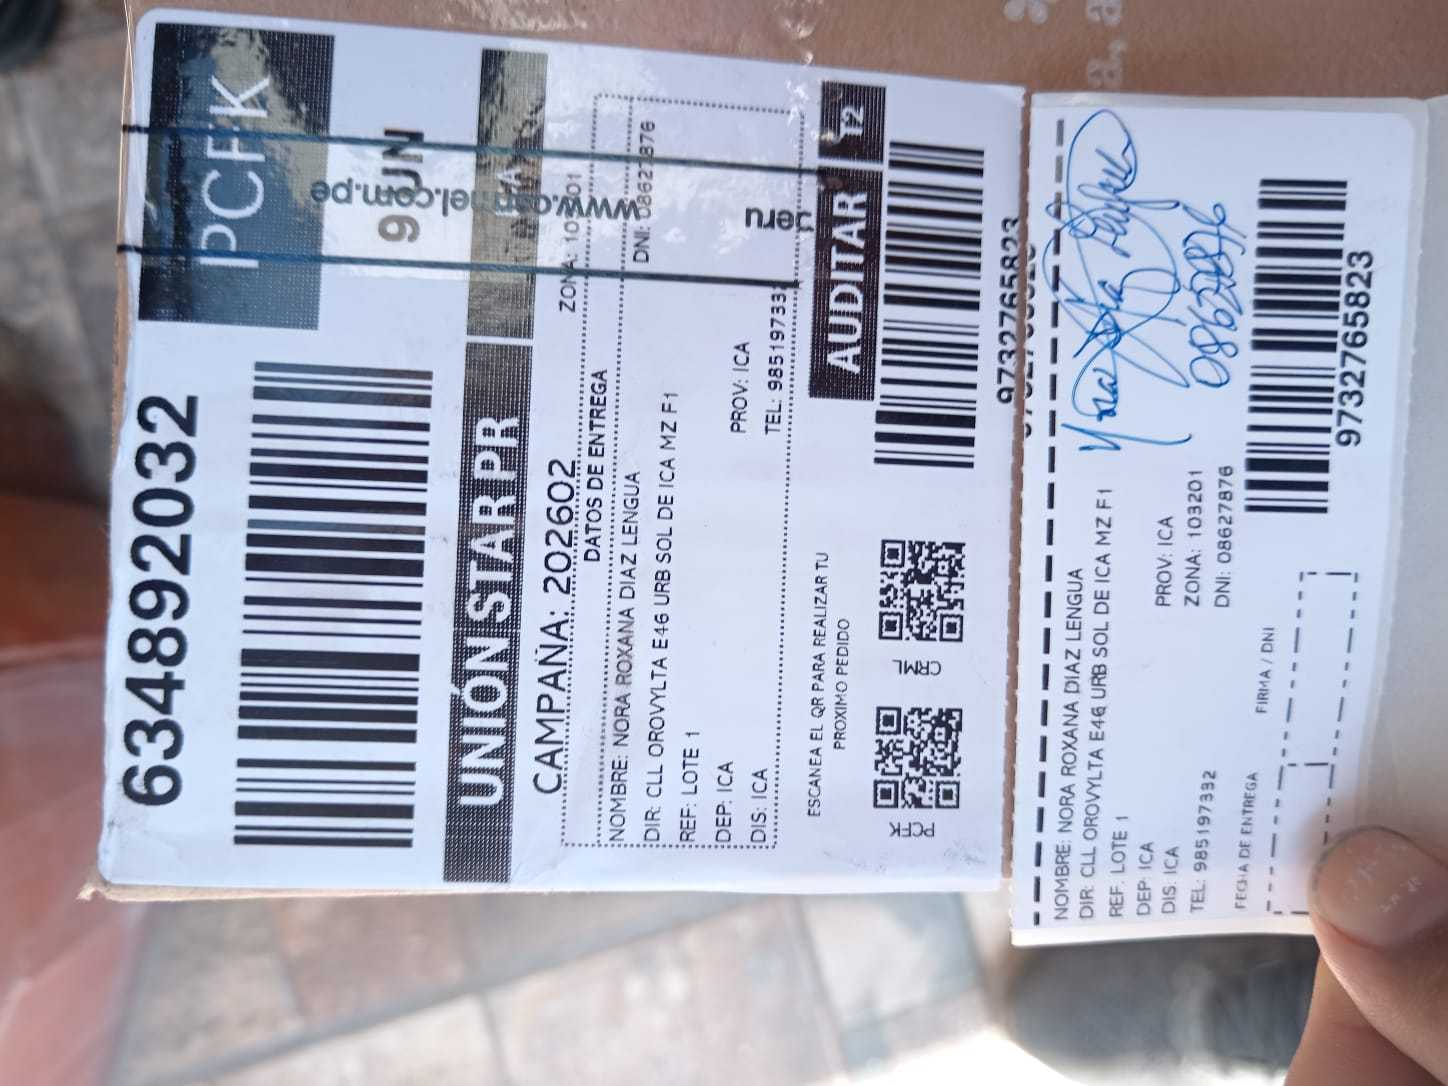 634892032
PCFK
9 JUN
UNIÓN STAR PR
CAMPAÑA: 202602
ZONA:
DATOS DE ENTREGA
NOMBRE: NORA ROXANA DIAZ LENGUA
DNI: 08627876
DIR: CLL OROVYLTA E46 URB SOL DE ICA MZ F1
REF: LOTE 1
DEP: ICA
PROV: ICA
DIS: ICA
TEL: 98519733
www.
.com.pe
eru
ESCANEA EL QR PARA REALIZAR TU
PROXIMO PEDIDO
AUDITAR
12
PCFK
CRML
9732765823
NOMBRE: NORA ROXANA DIAZ LENGUA
DIR: CLL OROVYLTA E46 URB SOL DE ICA MZ F1
REF: LOTE 1
DEP: ICA
PROV: ICA
DIS: ICA
ZONA: 103201
TEL: 985197332
DNI: 08627876
FECHA DE ENTREGA
FIRMA / DNI
08627876
9732765823